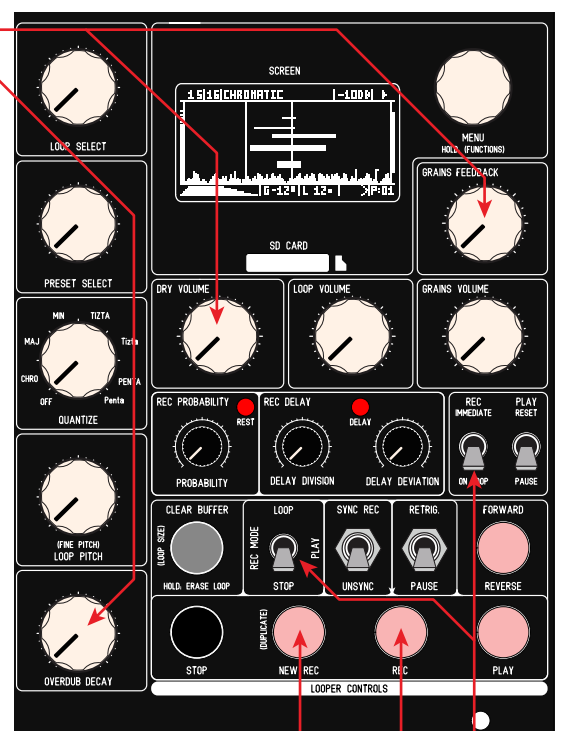 SCREEN
15|16|CHROMATIC
|-100
LOOP SELECT
MENU
HOLD: (FUNCTIONS)
GRAINS FEEDBACK
|G-12
|L 12
P:01
SD CARD
PRESET SELECT
DRY VOLUME
LOOP VOLUME
GRAINS VOLUME
MIN
TIZTA
MAJ
Tizta
CHRO
PENTA
OFF
Penta
QUANTIZE
REC PROBABILITY
REST
PROBABILITY
REC DELAY
DELAY
DELAY DIVISION
DELAY DEVIATION
REC
IMMEDIATE
PLAY
RESET
ON LOOP
PAUSE
(FINE PITCH)
LOOP PITCH
CLEAR BUFFER
(LOOP SIZE)
HOLD: ERASE LOOP
LOOP
REC MODE
PLAY
STOP
SYNC REC
UNSYNC
RETRIG.
PAUSE
FORWARD
REVERSE
OVERDUB DECAY
STOP
(DUPLICATE)
NEW REC
REC
PLAY
LOOPER CONTROLS